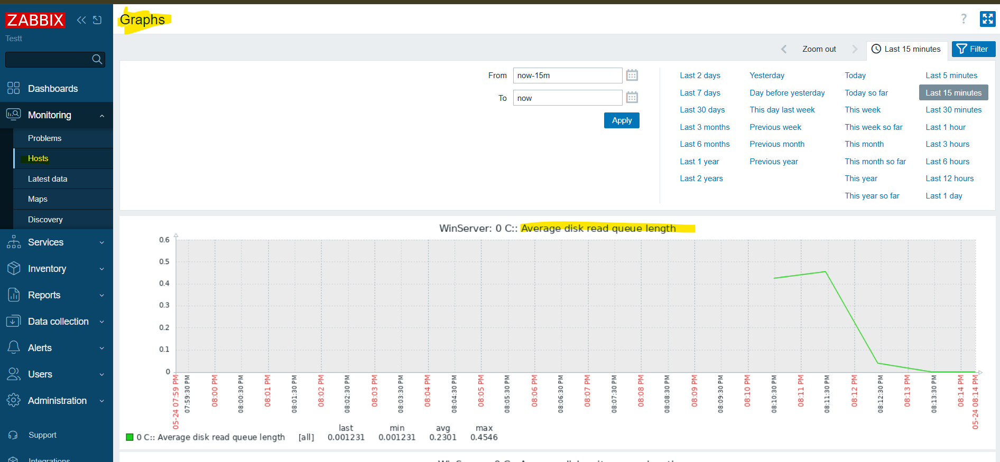 ZABBIX
Testt
Dashboards
Monitoring
Problems
Hosts
Latest data
Maps
Discovery
Services
Inventory
Reports
Data collection
Alerts
Users
Administration
Support
Integrations
Graphs
?
Zoom out
Last 15 minutes
Filter
From now-15m
To now
Apply
Last 2 days Yesterday Today Last 5 minutes
Last 7 days Day before yesterday Today so far Last 15 minutes
Last 30 days This day last week This week Last 30 minutes
Last 3 months Previous week This week so far Last 1 hour
Last 6 months Previous month This month Last 3 hours
Last 1 year Previous year This month so far Last 6 hours
Last 2 years This year Last 12 hours
This year so far Last 1 day
WinServer: 0 C:: Average disk read queue length
0.6
0.5
0.4
0.3
0.2
0.1
0
05-24 07:59 PM
07:59:30 PM
08:00 PM
08:00:30 PM
08:01 PM
08:01:30 PM
08:02 PM
08:02:30 PM
08:03 PM
08:03:30 PM
08:04 PM
08:04:30 PM
08:05 PM
08:05:30 PM
08:06 PM
08:06:30 PM
08:07 PM
08:07:30 PM
08:08 PM
08:08:30 PM
08:09 PM
08:09:30 PM
08:10 PM
08:10:30 PM
08:11 PM
08:11:30 PM
08:12 PM
08:12:30 PM
08:13 PM
08:13:30 PM
08:14 PM
05-24 08:14 PM
last min avg max
0 C:: Average disk read queue length [all] 0.001231 0.001231 0.2301 0.4546